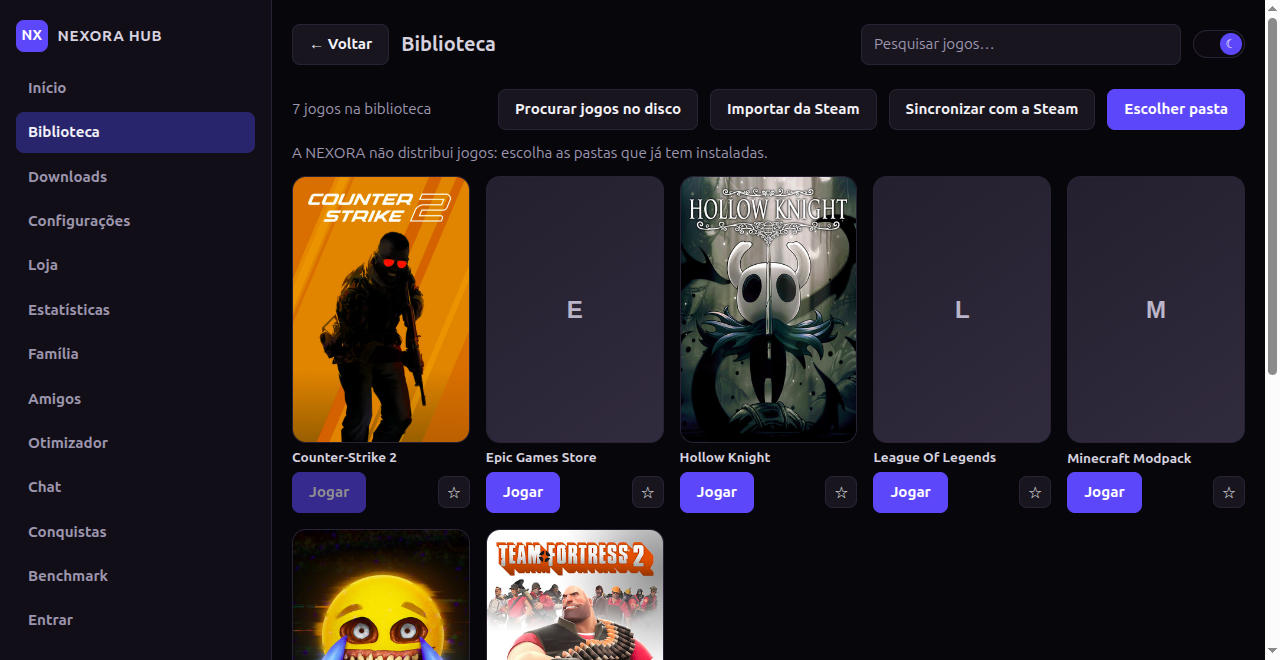 NX NEXORA HUB
Início
Biblioteca
Downloads
Configurações
Loja
Estatísticas
Família
Amigos
Otimizador
Chat
Conquistas
Benchmark
Entrar
← Voltar Biblioteca Pesquisar jogos…
7 jogos na biblioteca Procurar jogos no disco Importar da Steam Sincronizar com a Steam Escolher pasta
A NEXORA não distribui jogos: escolha as pastas que já tem instaladas.
COUNTER
STRIKE 2
E
HOLLOW KNIGHT
L
M
Counter-Strike 2 Epic Games Store Hollow Knight League Of Legends Minecraft Modpack
Jogar ☆ Jogar ☆ Jogar ☆ Jogar ☆ Jogar ☆
TEAM FORTRESS 2